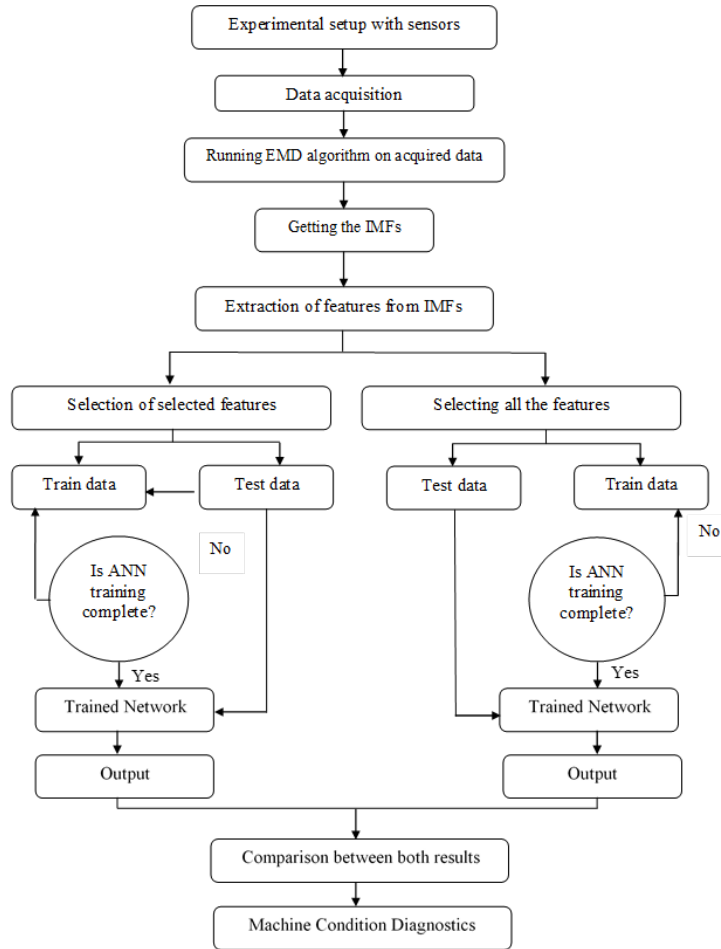 Experimental setup with sensors
Data acquisition
Running EMD algorithm on acquired data
Getting the IMFs
Extraction of features from IMFs
Selection of selected features
Selecting all the features
Train data
Test data
Test data
Train data
No
No
Is ANN
training
complete?
Is ANN
training
complete?
Yes
Yes
Trained Network
Trained Network
Output
Output
Comparison between both results
Machine Condition Diagnostics